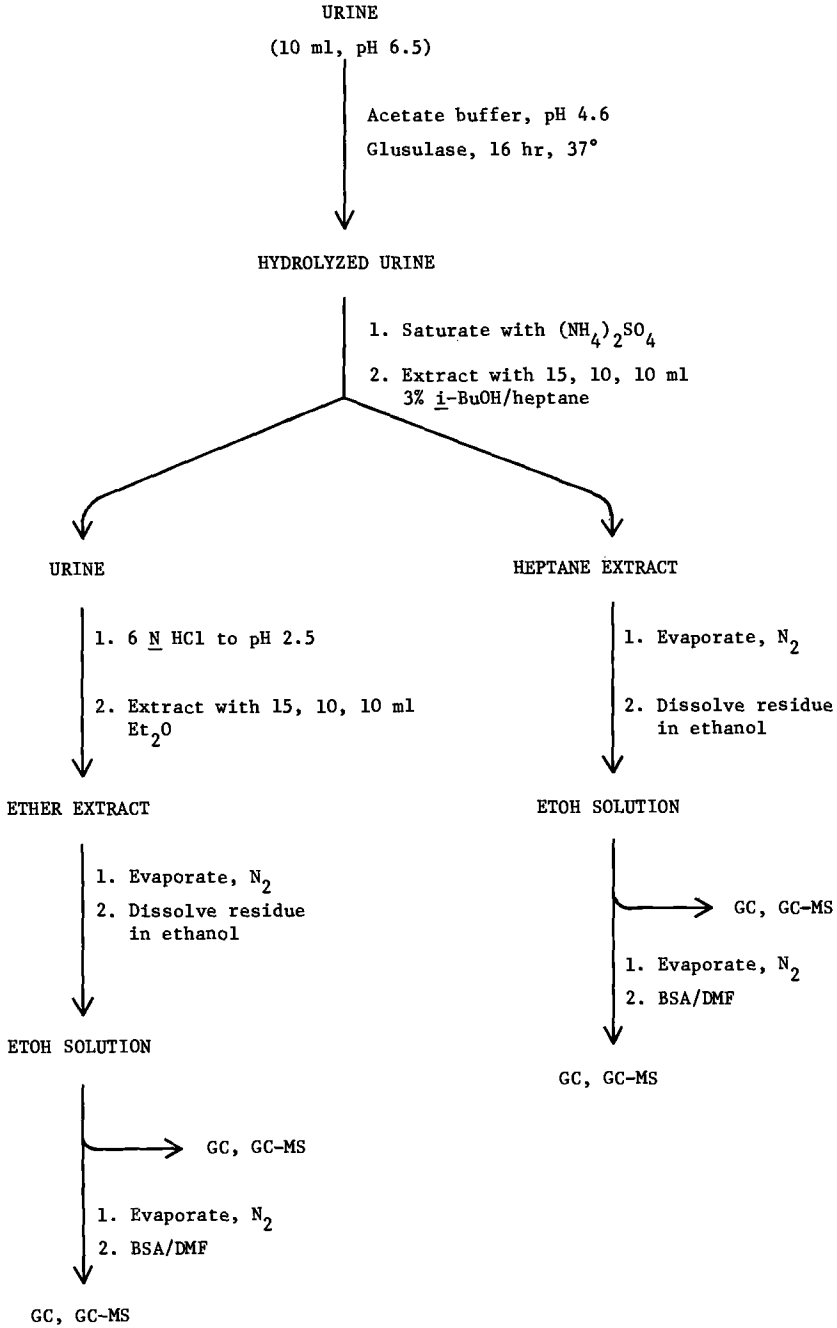 URINE
(10 ml, pH 6.5)
Acetate buffer, pH 4.6
Glusulase, 16 hr, 37°
HYDROLYZED URINE
1. Saturate with (NH4)2SO4
2. Extract with 15, 10, 10 ml
3% i-BuOH/heptane
URINE
1. 6 N HCl to pH 2.5
2. Extract with 15, 10, 10 ml
Et2O
ETHER EXTRACT
1. Evaporate, N2
2. Dissolve residue
in ethanol
ETOH SOLUTION
GC, GC-MS
1. Evaporate, N2
2. BSA/DMF
GC, GC-MS
HEPTANE EXTRACT
1. Evaporate, N2
2. Dissolve residue
in ethanol
ETOH SOLUTION
GC, GC-MS
1. Evaporate, N2
2. BSA/DMF
GC, GC-MS